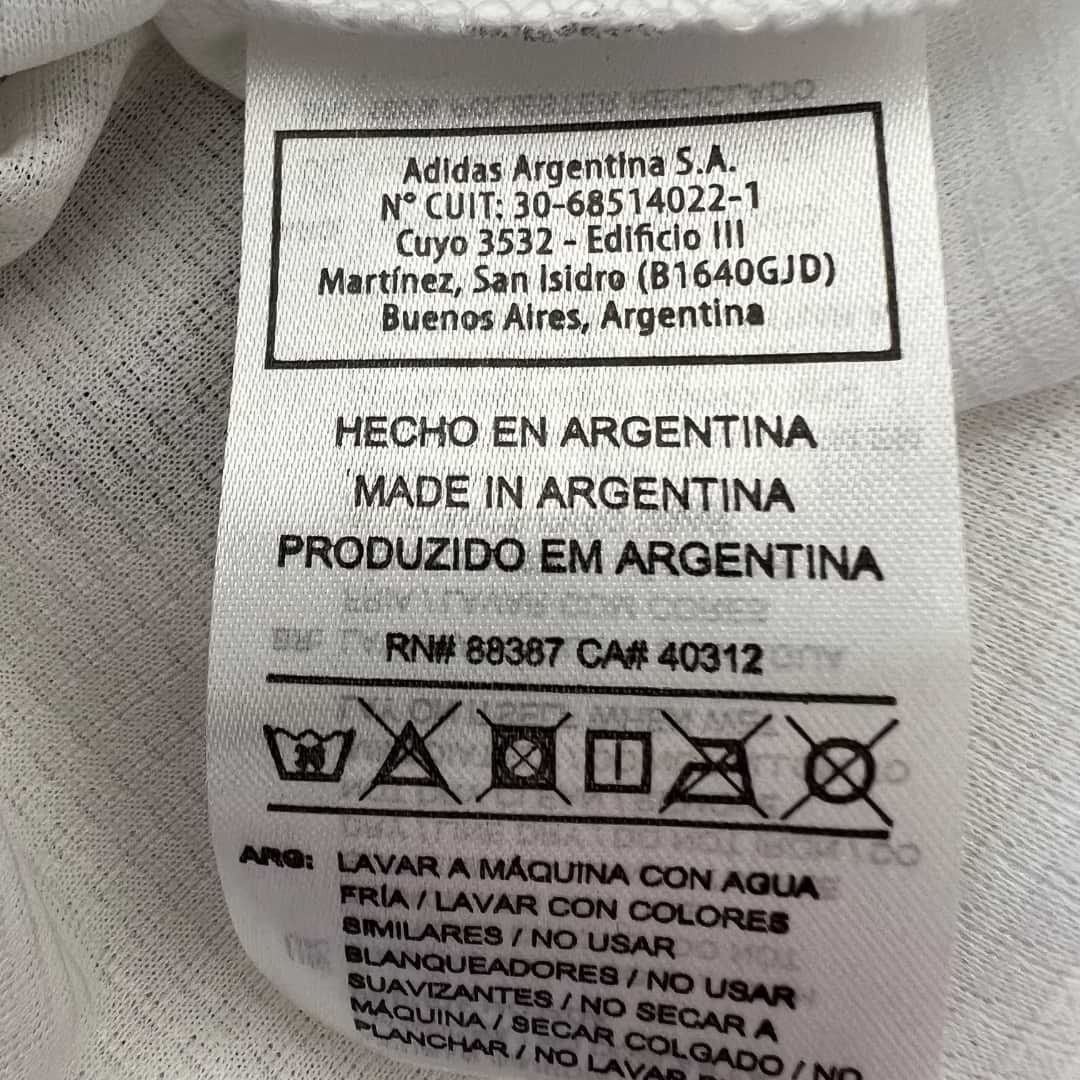 Adidas Argentina S.A.
N° CUIT: 30-68514022-1
Cuyo 3532 - Edificio III
Martínez, San Isidro (B1640GJD)
Buenos Aires, Argentina
HECHO EN ARGENTINA
MADE IN ARGENTINA
PRODUZIDO EM ARGENTINA
RN# 88387 CA# 40312
ARG: LAVAR A MÁQUINA CON AGUA
FRÍA / LAVAR CON COLORES
SIMILARES / NO USAR
BLANQUEADORES / NO USAR
SUAVIZANTES / NO SECAR A
MÁQUINA / SECAR COLGADO / NO
PLANCHAR / NO LAVAR